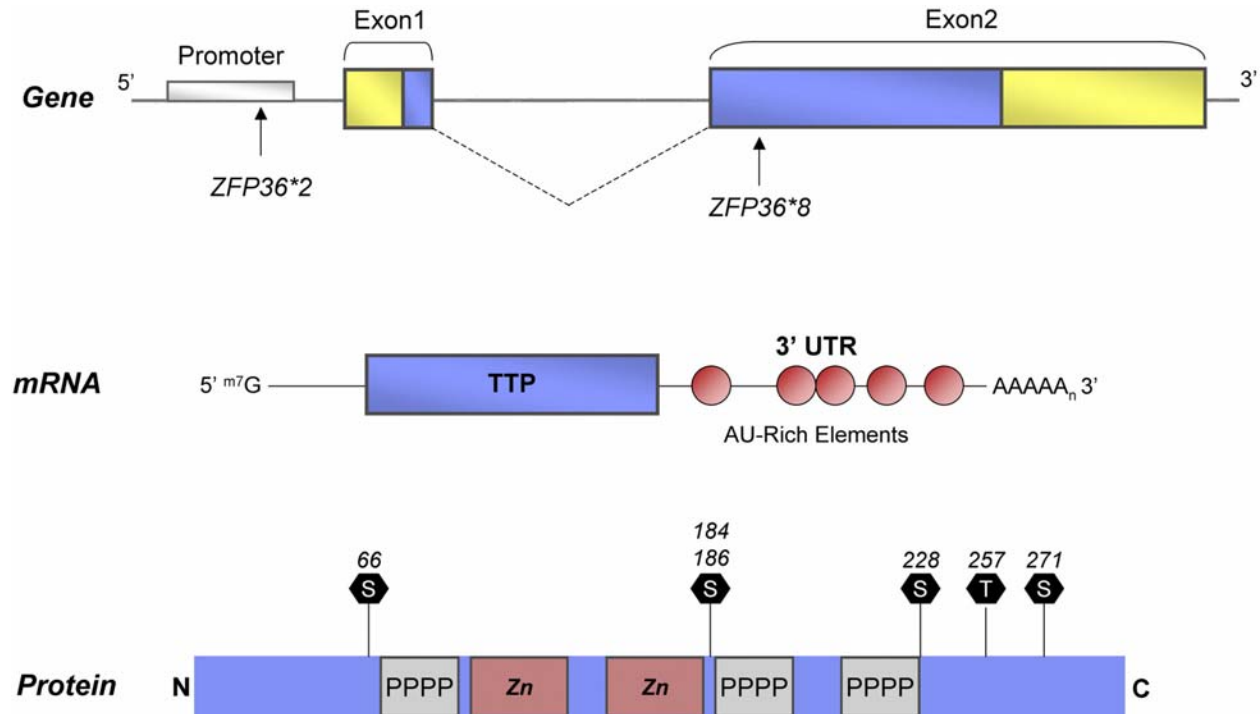 Exon1
Exon2
Promoter
5’
3’
Gene
ZFP36*2
ZFP36*8
3’ UTR
mRNA
5’ m7G
TTP
AAAAAn 3’
AU-Rich Elements
184
66
186
228
257
271
S
S
S
T
S
Protein
N
PPPP
Zn
Zn
PPPP
PPPP
C